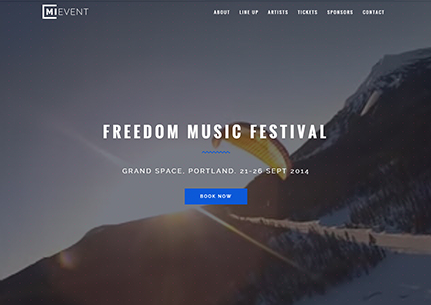 MI EVENT
ABOUT LINE UP ARTISTS TICKETS SPONSORS CONTACT
FREEDOM MUSIC FESTIVAL
GRAND SPACE, PORTLAND. 21-26 SEPT 2014
BOOK NOW